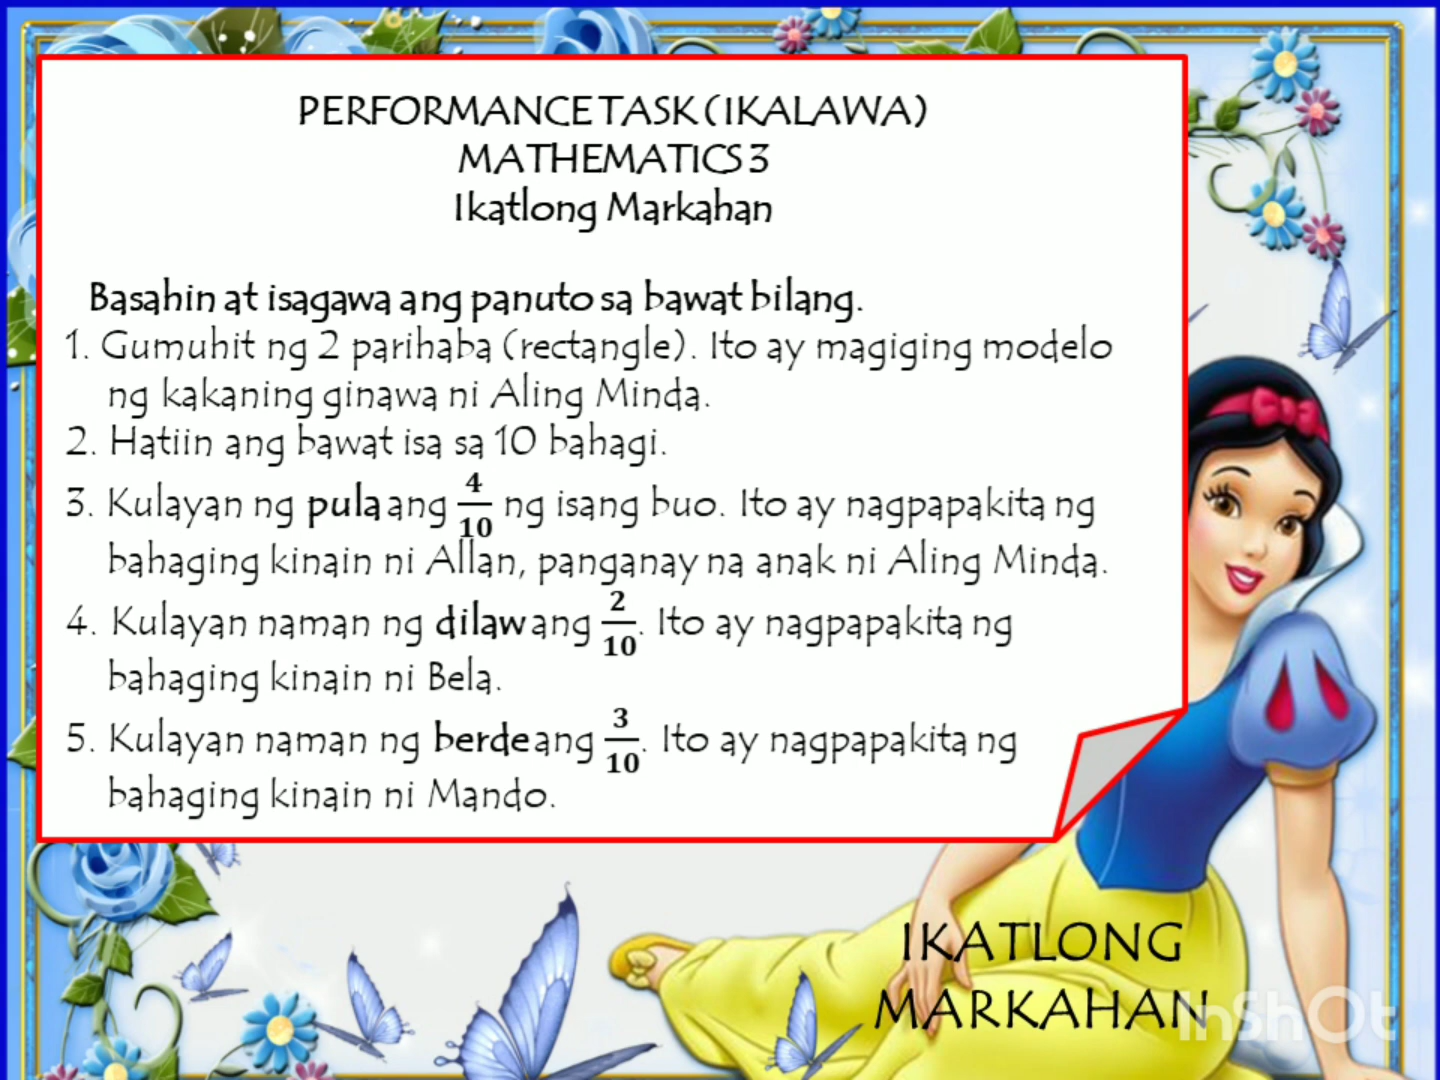 PERFORMANCE TASK ( IKALAWA)
MATHEMATICS 3
Ikatlong Markahan
Basahin at isagawa ang panuto sa bawat bilang.
1. Gumuhit ng 2 parihaba (rectangle). Ito ay magiging modelo
ng kakaning ginawa ni Aling Minda.
2. Hatiin ang bawat isa sa 10 bahagi.
3. Kulayan ng pula ang 4/10 ng isang buo. Ito ay nagpapakita ng
bahaging kinain ni Allan, panganay na anak ni Aling Minda.
4. Kulayan naman ng dilaw ang 2/10. Ito ay nagpapakita ng
bahaging kinain ni Bela.
5. Kulayan naman ng berde ang 3/10. Ito ay nagpapakita ng
bahaging kinain ni Mando.
IKATLONG
MARKAHAN
InShOt